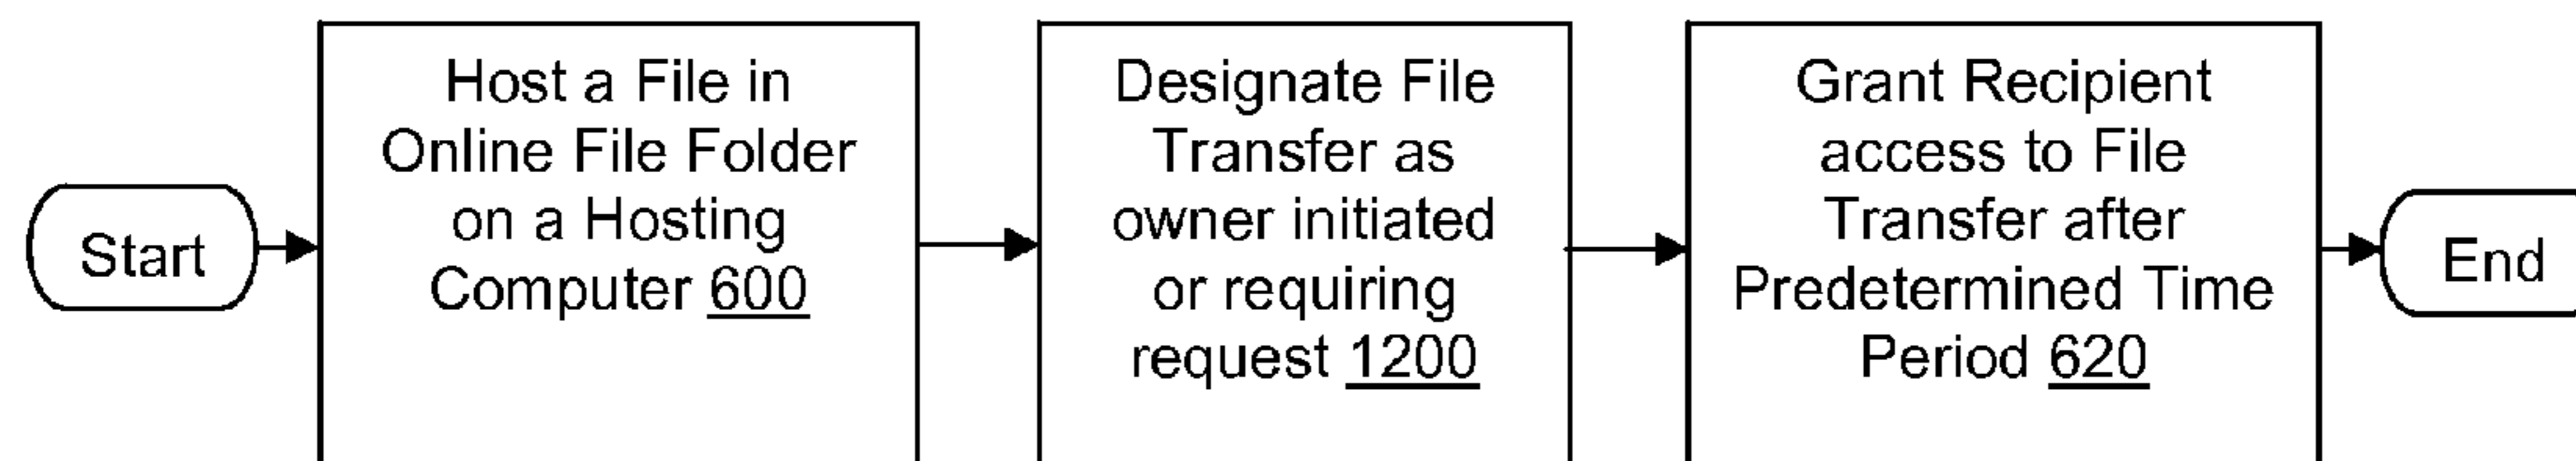 Start
Host a File in
Online File Folder
on a Hosting
Computer 600
Designate File
Transfer as
owner initiated
or requiring
request 1200
Grant Recipient
access to File
Transfer after
Predetermined Time
Period 620
End